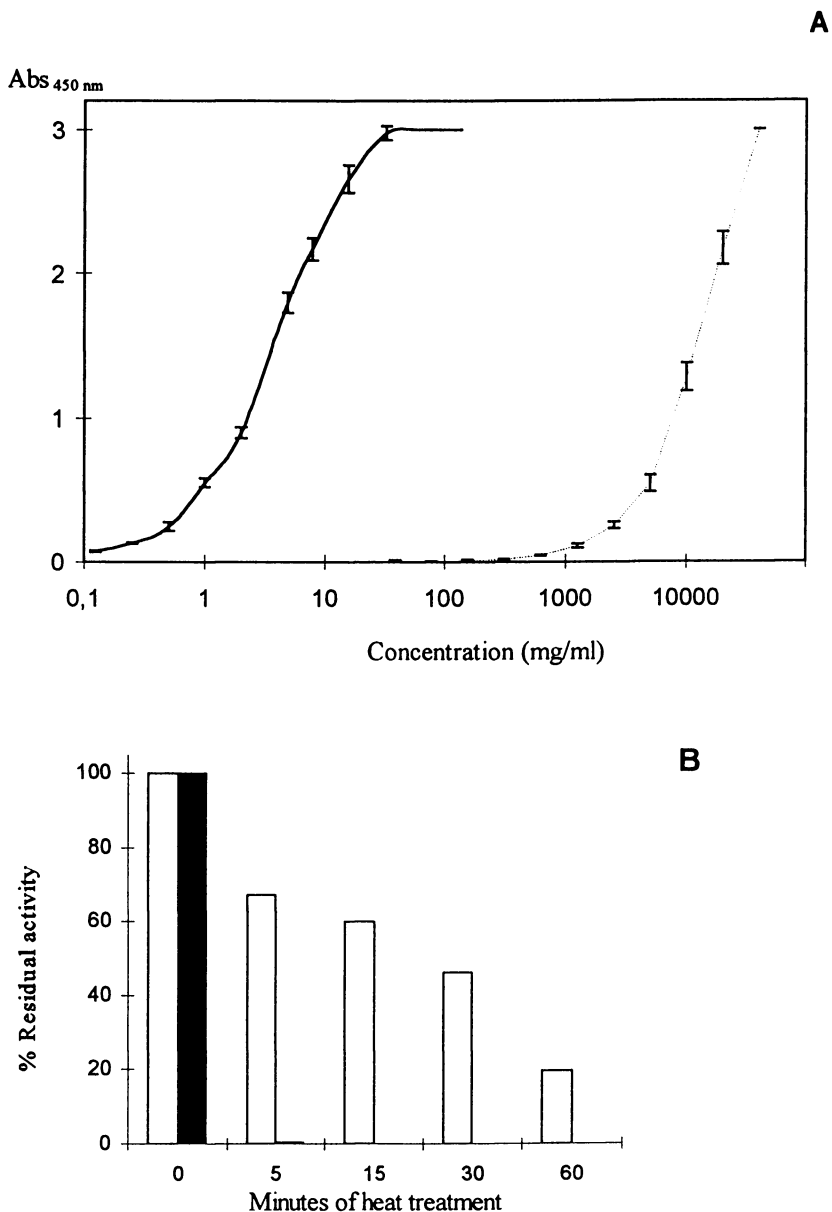 A
Abs 450 nm
3
2
1
0
0,1 1 10 100 1000 10000
Concentration (mg/ml)
B
% Residual activity
100
80
60
40
20
0
0 5 15 30 60
Minutes of heat treatment